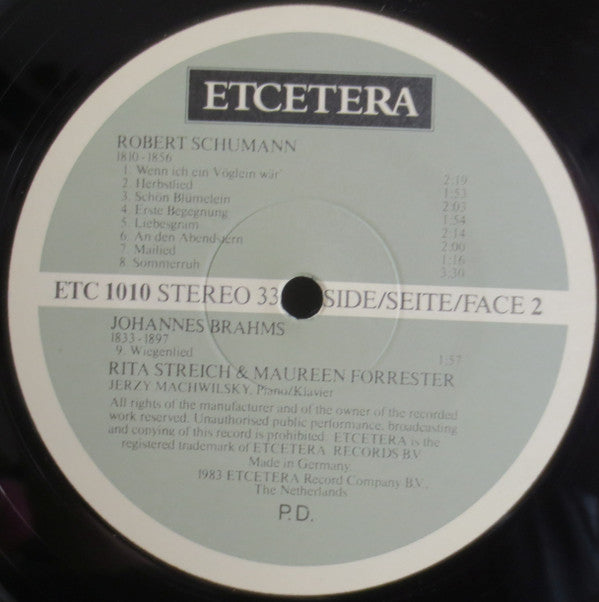 ETCETERA
ROBERT SCHUMANN
1810-1856
1. Wenn ich ein Vöglein wär' 2:19
2. Herbstlied 1:53
3. Schön Blümelein 2:03
4. Erste Begegnung 1:54
5. Liebesgram 2:14
6. An den Abendstern 2:00
7. Mailied 1:16
8. Sommerruh 3:30
ETC 1010 STEREO 33 SIDE/SEITE/FACE 2
JOHANNES BRAHMS
1833-1897
9. Wiegenlied 1:57
RITA STREICH & MAUREEN FORRESTER
JERZY MACHWILSKY, Piano/Klavier
All rights of the manufacturer and of the owner of the recorded
work reserved. Unauthorised public performance, broadcasting
and copying of this record is prohibited. ETCETERA is the
registered trademark of ETCETERA RECORDS B.V.
Made in Germany.
1983 ETCETERA Record Company B.V.,
The Netherlands
P.D.